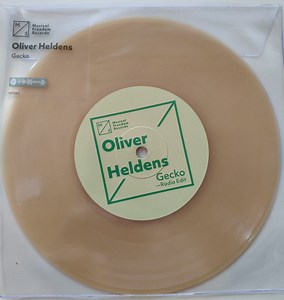 M
Musical
Freedom
Records
Oliver Heldens
Gecko
M
Musical
Freedom
Records
Oliver
Heldens
Gecko
—Radio Edit